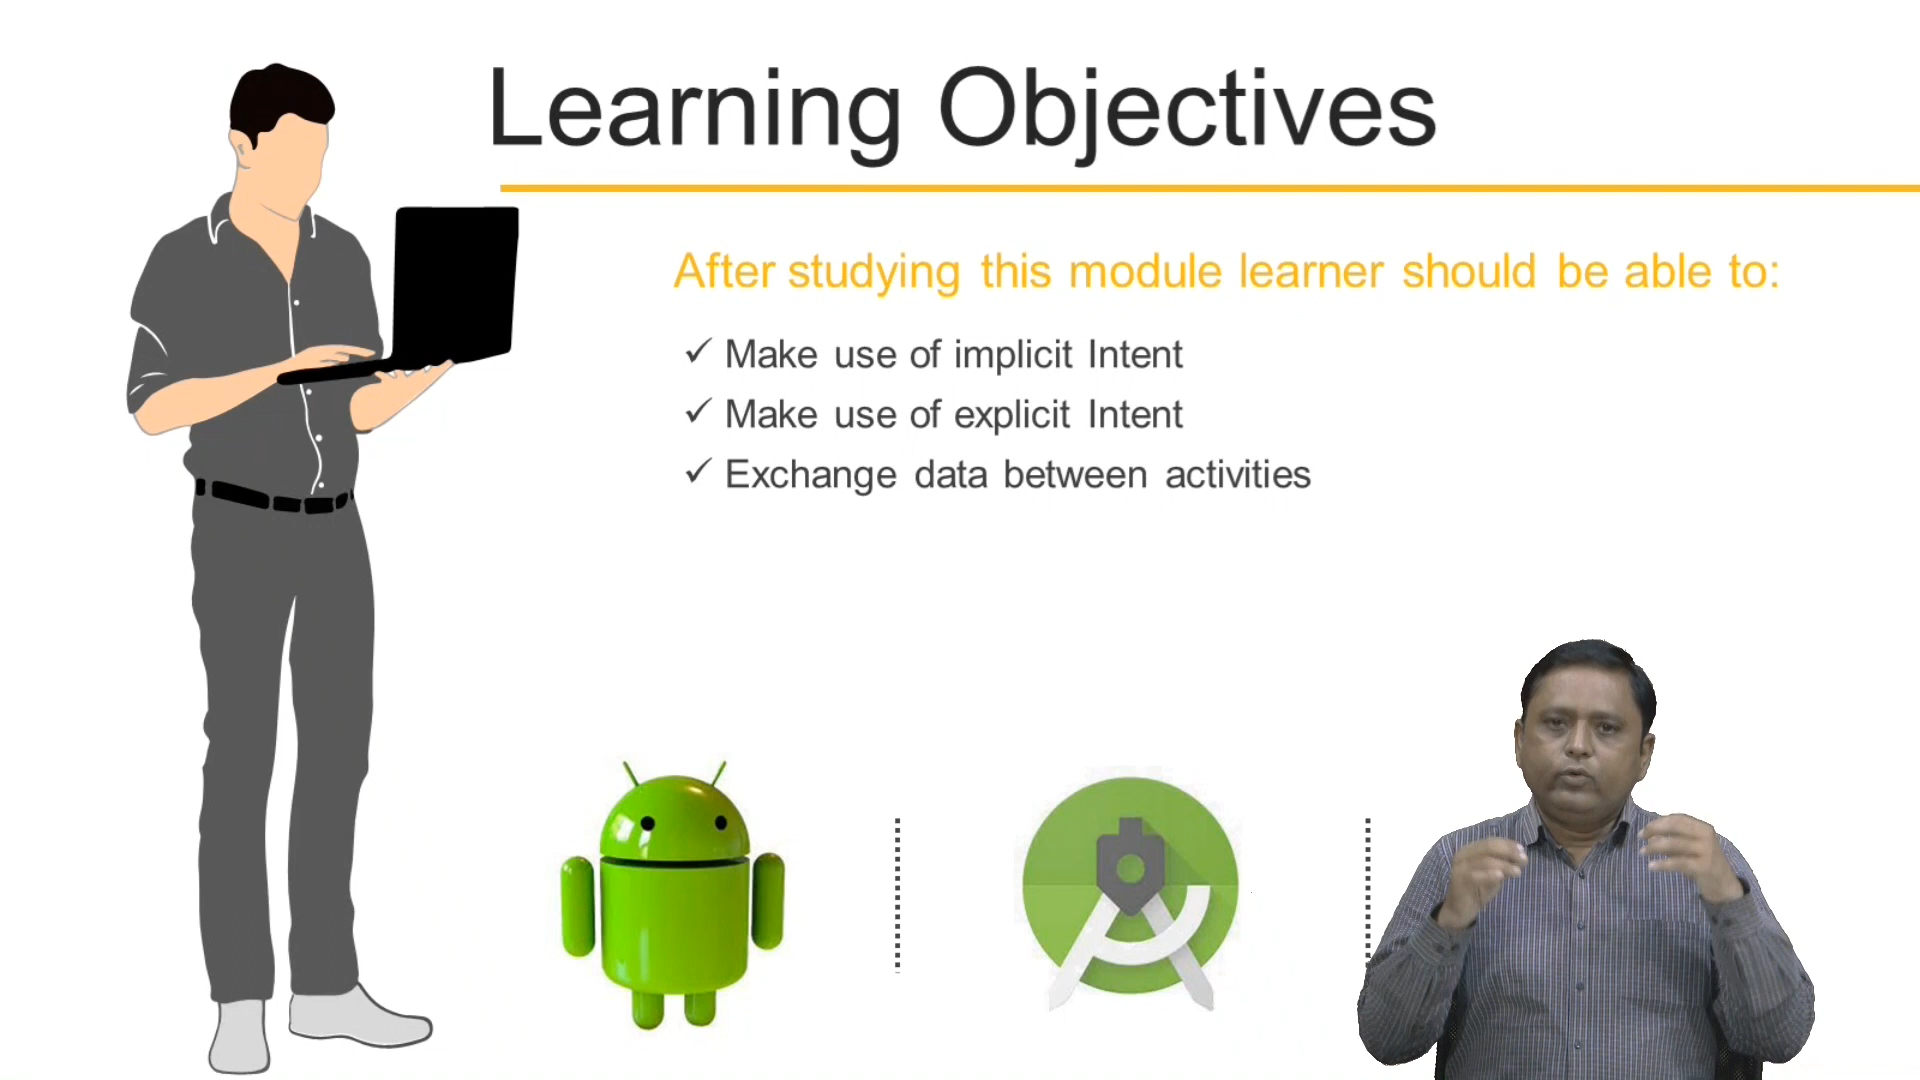 Learning Objectives
After studying this module learner should be able to:
✓ Make use of implicit Intent
✓ Make use of explicit Intent
✓ Exchange data between activities